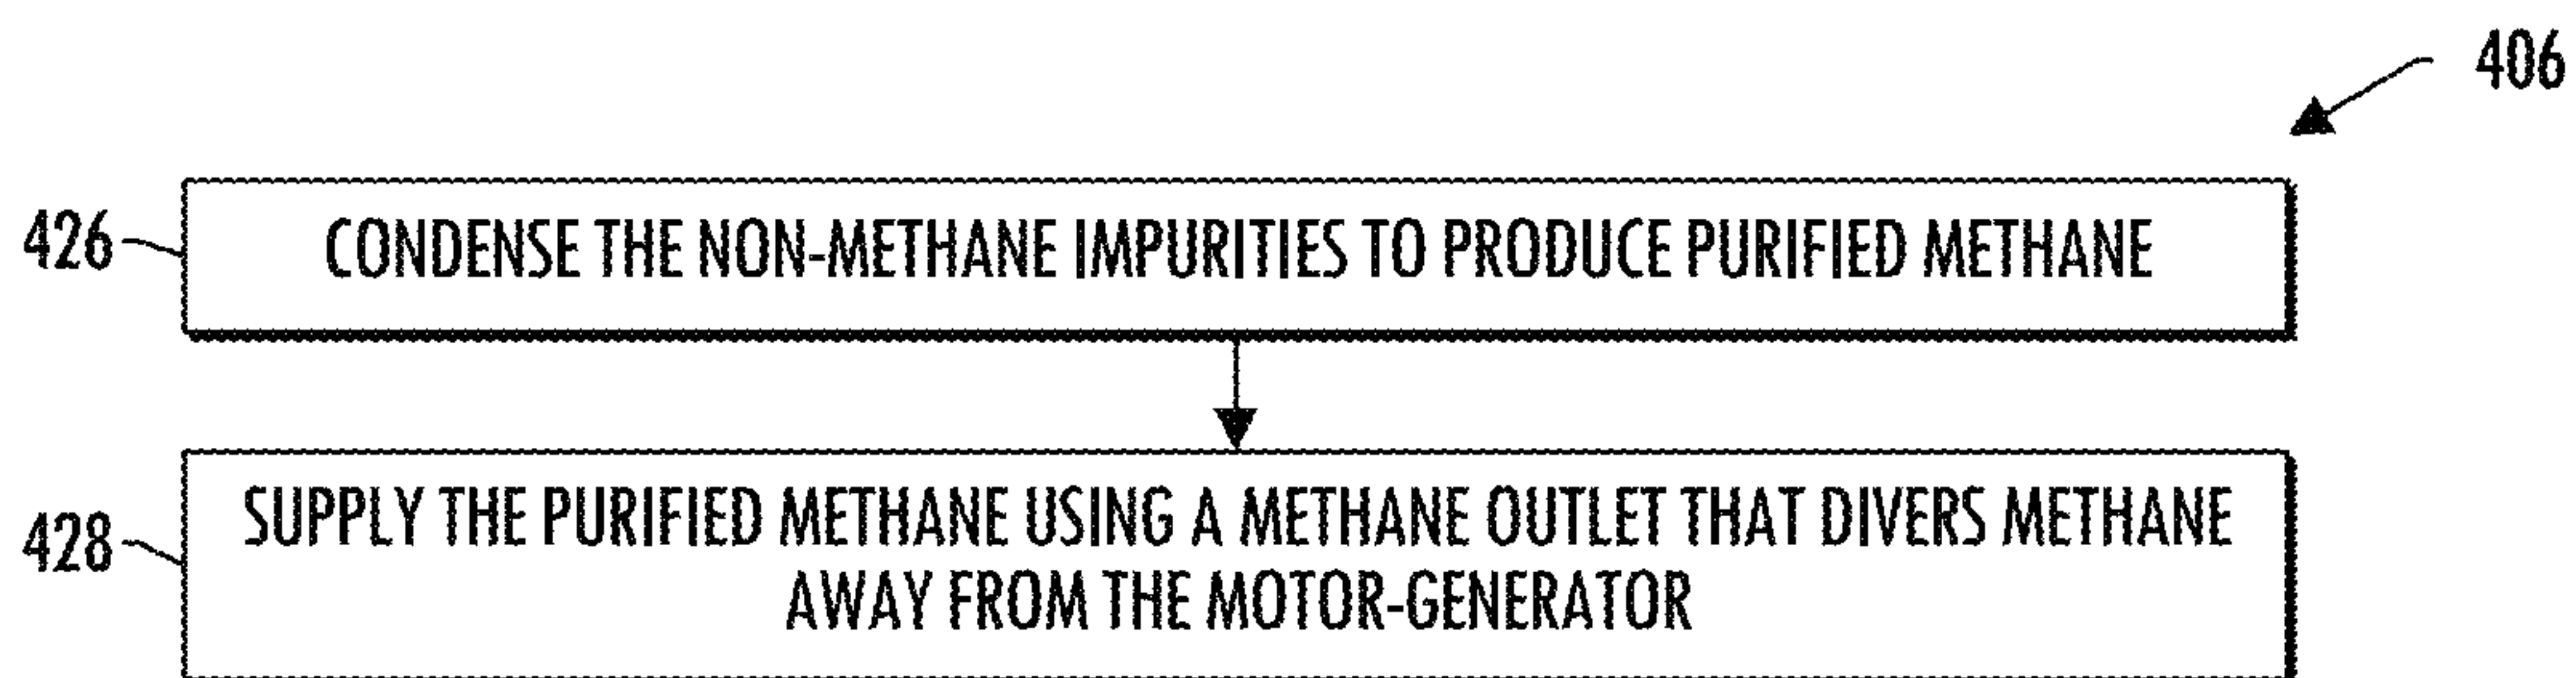 406
426
CONDENSE THE NON-METHANE IMPURITIES TO PRODUCE PURIFIED METHANE
428
SUPPLY THE PURIFIED METHANE USING A METHANE OUTLET THAT DIVERS METHANE
AWAY FROM THE MOTOR-GENERATOR